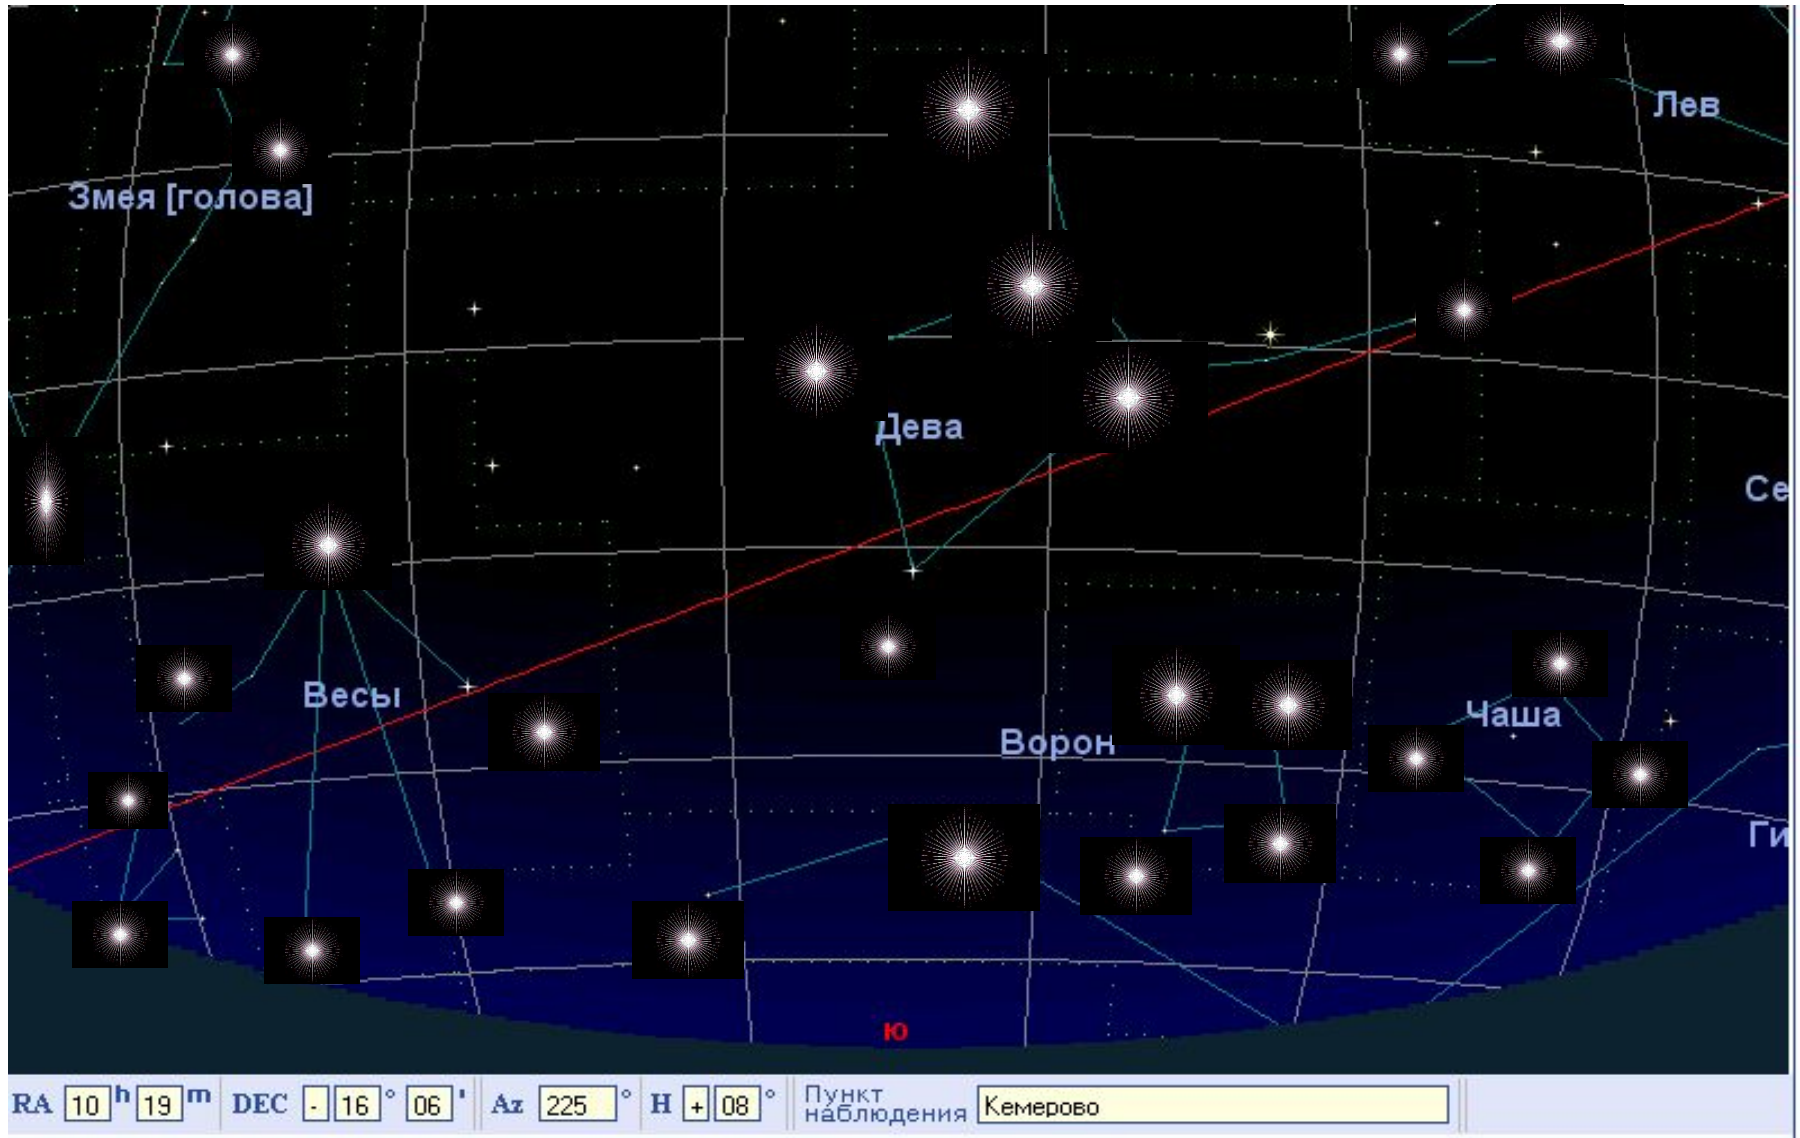 Лев
Змея [голова]
Дева
Се
Весы
Чаша
Ворон
Ги
Ю
RA 10 h 19 m DEC - 16 ° 06 ' Az 225 ° H + 08 ° Пункт наблюдения Кемерово